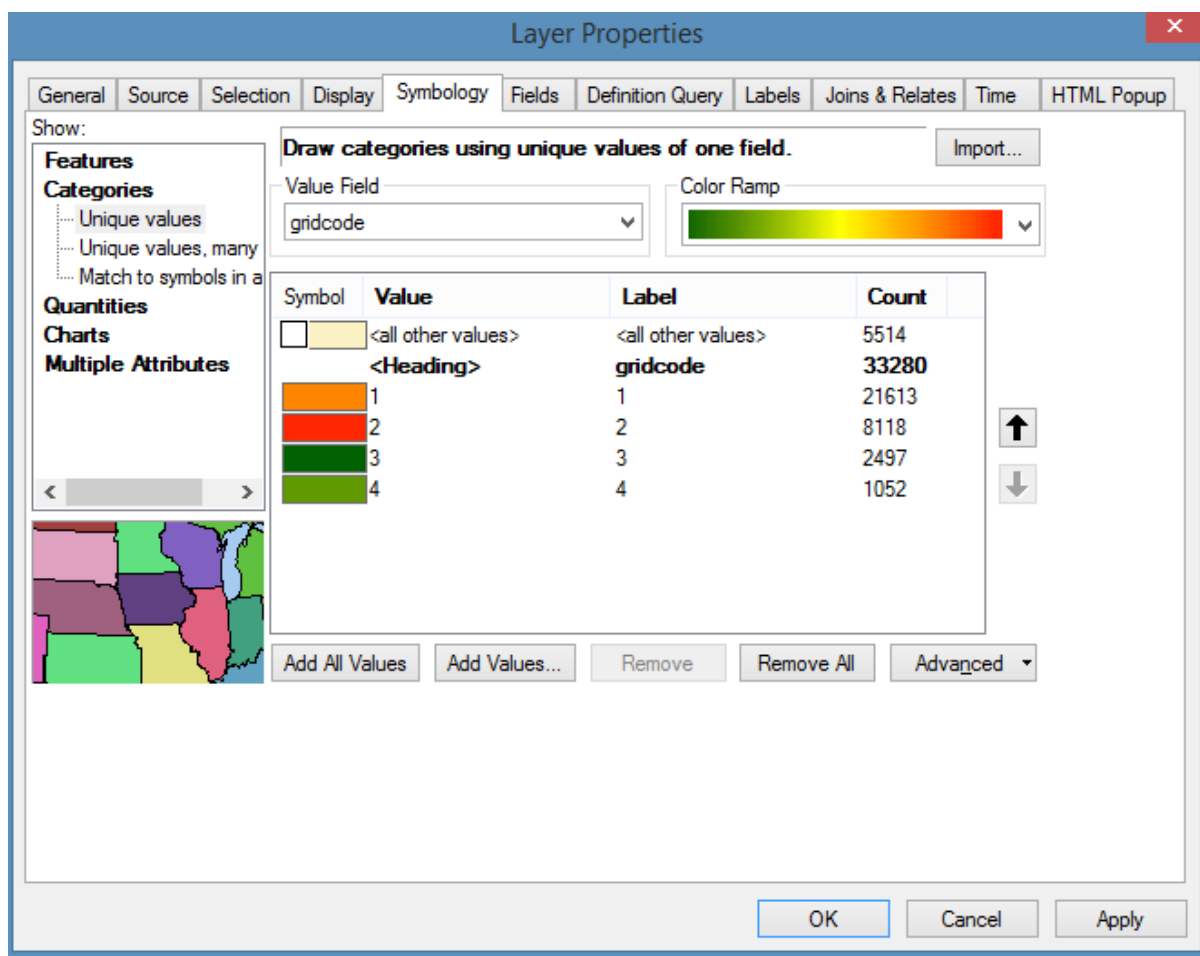 Layer Properties
General Source Selection Display Symbology Fields Definition Query Labels Joins & Relates Time HTML Popup
Show:
Features
Categories
Unique values
Unique values, many
Match to symbols in a
Quantities
Charts
Multiple Attributes
Draw categories using unique values of one field.
Import...
Value Field
gridcode
Color Ramp
Symbol Value Label Count
<all other values> <all other values> 5514
<Heading> gridcode 33280
1 1 21613
2 2 8118
3 3 2497
4 4 1052
Add All Values Add Values... Remove Remove All Advanced
OK Cancel Apply